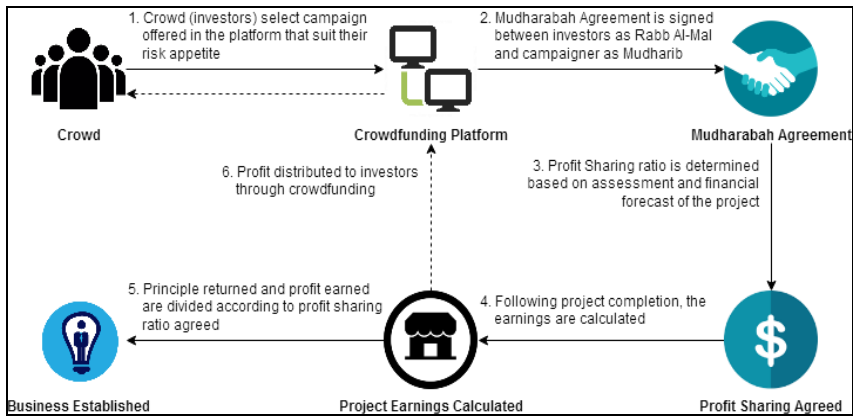 1. Crowd (investors) select campaign
offered in the platform that suit their
risk appetite
2. Mudharabah Agreement is signed
between investors as Rabb Al-Mal
and campaigner as Mudharib
Crowd
Crowdfunding Platform
Mudharabah Agreement
3. Profit Sharing ratio is determined
based on assessment and financial
forecast of the project
6. Profit distributed to investors
through crowdfunding
5. Principle returned and profit earned
are divided according to profit sharing
ratio agreed
4. Following project completion, the
earnings are calculated
$
Business Established
Project Earnings Calculated
Profit Sharing Agreed